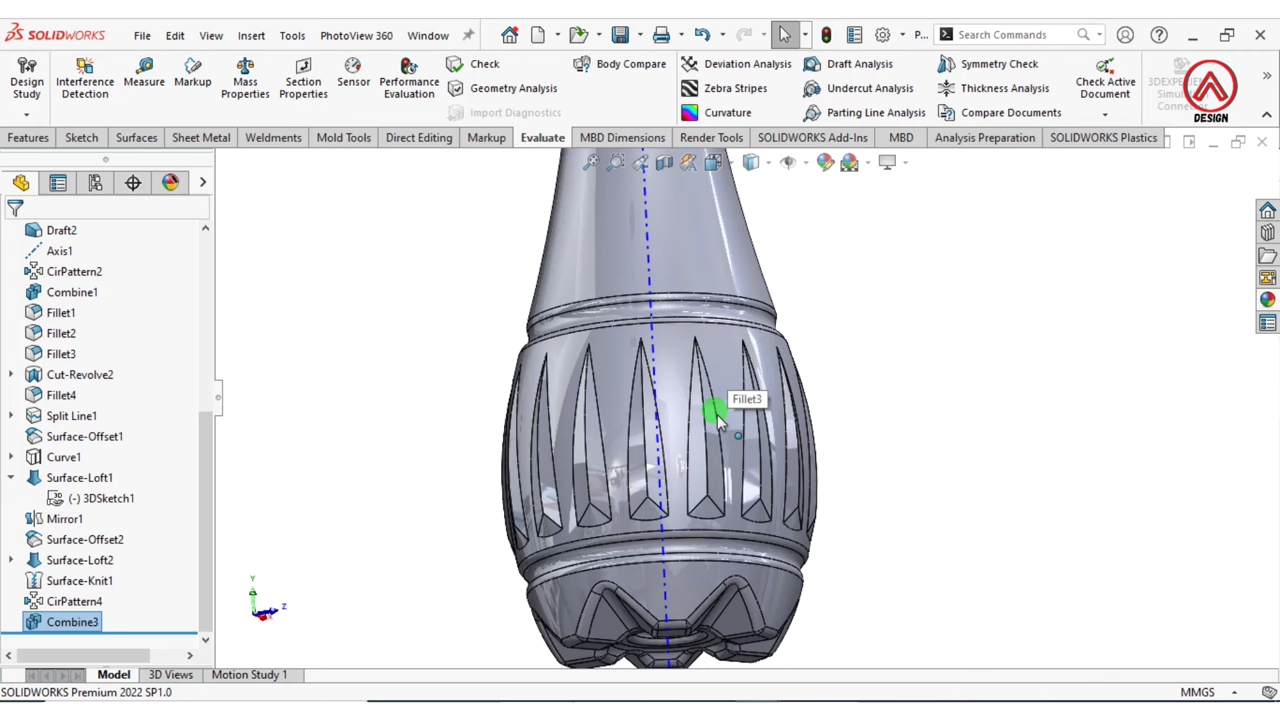 SOLIDWORKS File Edit View Insert Tools PhotoView 360 Window P... Search Commands
Design Study
Interference Detection
Measure
Markup
Mass Properties
Section Properties
Sensor
Performance Evaluation
Check
Geometry Analysis
Import Diagnostics
Body Compare
Deviation Analysis
Zebra Stripes
Curvature
Draft Analysis
Undercut Analysis
Parting Line Analysis
Symmetry Check
Thickness Analysis
Compare Documents
Check Active Document
DESIGN
Features Sketch Surfaces Sheet Metal Weldments Mold Tools Direct Editing Markup Evaluate MBD Dimensions Render Tools SOLIDWORKS Add-Ins MBD Analysis Preparation SOLIDWORKS Plastics
Draft2
Axis1
CirPattern2
Combine1
Fillet1
Fillet2
Fillet3
Cut-Revolve2
Fillet4
Split Line1
Surface-Offset1
Curve1
Surface-Loft1
(-) 3DSketch1
Mirror1
Surface-Offset2
Surface-Loft2
Surface-Knit1
CirPattern4
Combine3
Fillet3
Y
Z
Model 3D Views Motion Study 1
SOLIDWORKS Premium 2022 SP1.0 MMGS